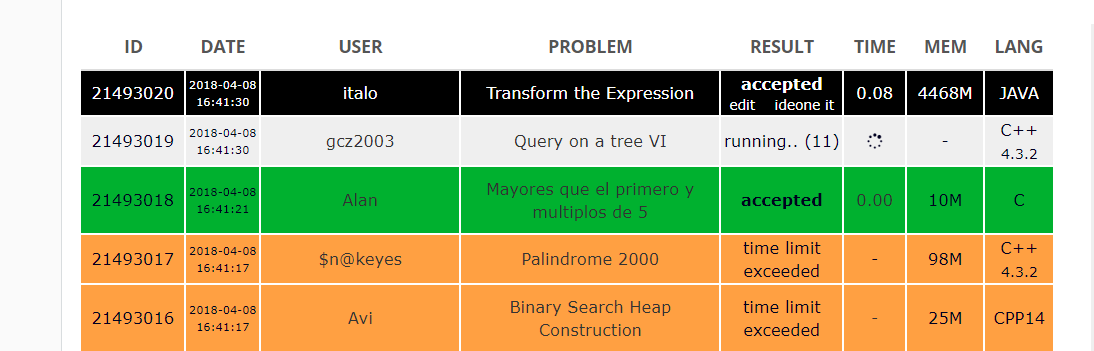 ID DATE USER PROBLEM RESULT TIME MEM LANG
21493020 2018-04-08 16:41:30 italo Transform the Expression accepted edit ideone it 0.08 4468M JAVA
21493019 2018-04-08 16:41:30 gcz2003 Query on a tree VI running.. (11) - C++ 4.3.2
21493018 2018-04-08 16:41:21 Alan Mayores que el primero y multiplos de 5 accepted 0.00 10M C
21493017 2018-04-08 16:41:17 $n@keyes Palindrome 2000 time limit exceeded - 98M C++ 4.3.2
21493016 2018-04-08 16:41:17 Avi Binary Search Heap Construction time limit exceeded - 25M CPP14